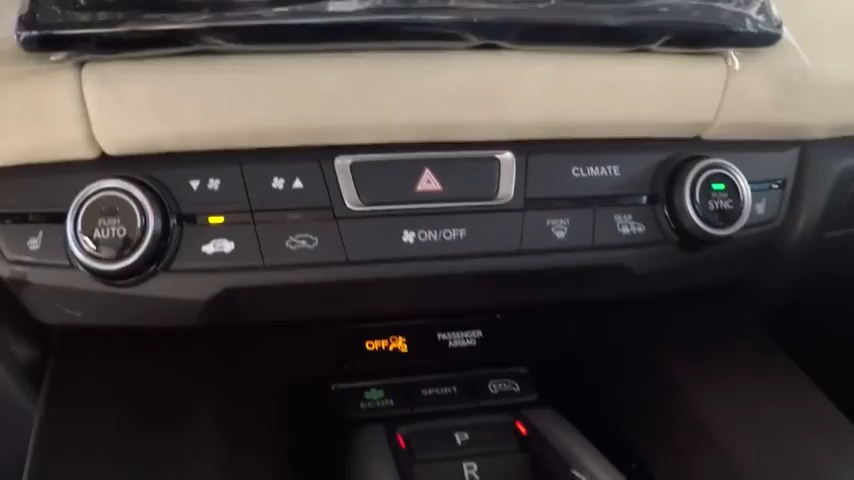 PUSH
AUTO
CLIMATE
PUSH
SYNC
ON/OFF
FRONT
REAR
OFF
PASSENGER
AIRBAG
ECON
SPORT
P
R